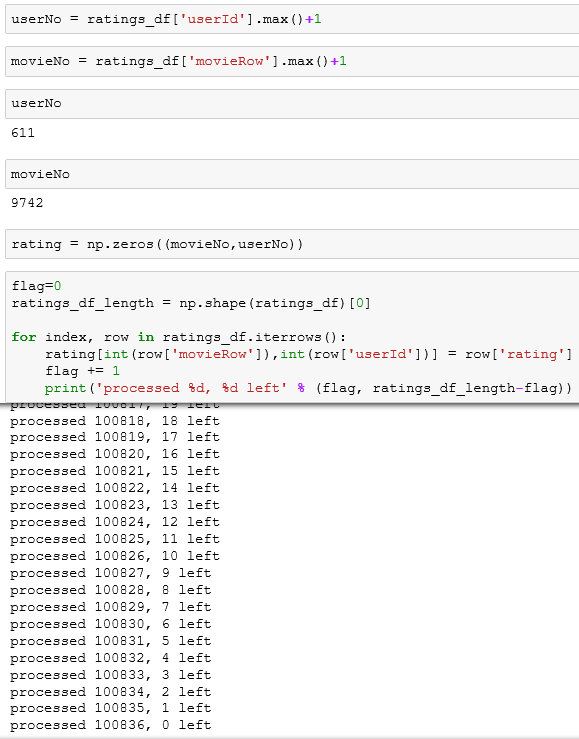 userNo = ratings_df['userId'].max()+1
movieNo = ratings_df['movieRow'].max()+1
userNo
611
movieNo
9742
rating = np.zeros((movieNo,userNo))
flag=0
ratings_df_length = np.shape(ratings_df)[0]
for index, row in ratings_df.iterrows():
    rating[int(row['movieRow']),int(row['userId'])] = row['rating']
    flag += 1
    print('processed %d, %d left' % (flag, ratings_df_length-flag))
processed 100817, 19 left
processed 100818, 18 left
processed 100819, 17 left
processed 100820, 16 left
processed 100821, 15 left
processed 100822, 14 left
processed 100823, 13 left
processed 100824, 12 left
processed 100825, 11 left
processed 100826, 10 left
processed 100827, 9 left
processed 100828, 8 left
processed 100829, 7 left
processed 100830, 6 left
processed 100831, 5 left
processed 100832, 4 left
processed 100833, 3 left
processed 100834, 2 left
processed 100835, 1 left
processed 100836, 0 left